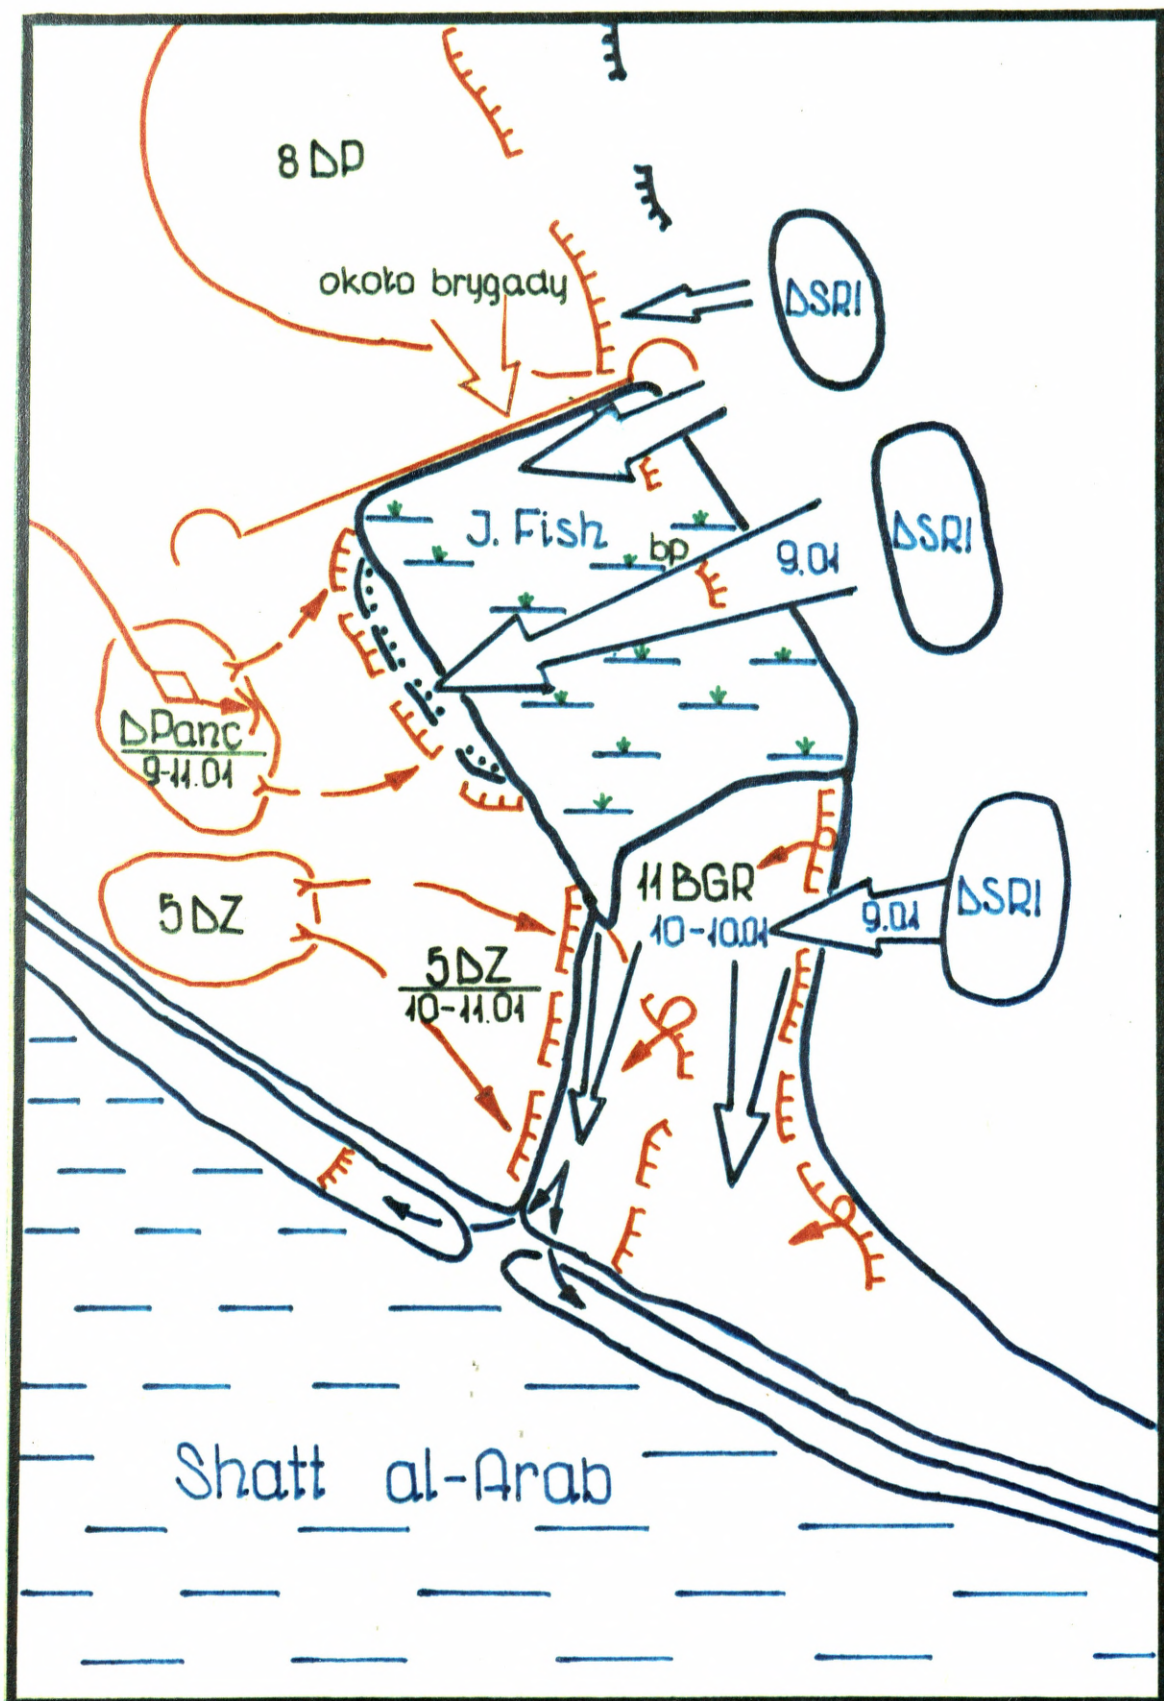 8 DP
około brygady
DSRI
J. Fish
bp
9.01
DSRI
DPanc
9-11.01
5 DZ
11 BGR
10-10.01
9.01
DSRI
5 DZ
10-11.01
Shatt al-Arab